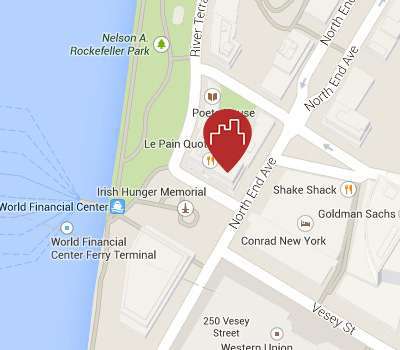 Nelson A.
Rockefeller Park
River Terra
North End Ave
North End Ave
Poets House
Le Pain Quoti
Irish Hunger Memorial
North End Ave
Shake Shack
World Financial Center
Goldman Sachs
World Financial
Center Ferry Terminal
Conrad New York
Vesey St
250 Vesey
Street
Western Union